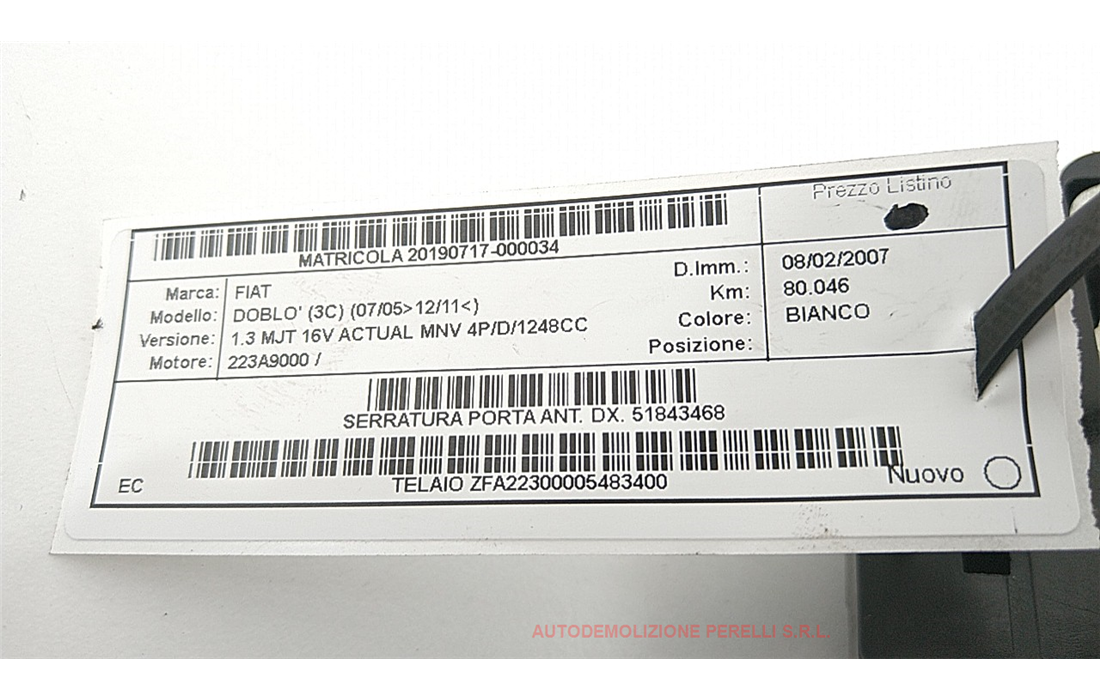 Prezzo Listino
MATRICOLA 20190717-000034
Marca: FIAT
Modello: DOBLO' (3C) (07/05>12/11<)
Versione: 1.3 MJT 16V ACTUAL MNV 4P/D/1248CC
Motore: 223A9000 /
D.Imm.: 08/02/2007
Km: 80.046
Colore: BIANCO
Posizione:
SERRATURA PORTA ANT. DX. 51843468
EC
TELAIO ZFA22300005483400
Nuovo
AUTODEMOLIZIONE PERELLI S.R.L.